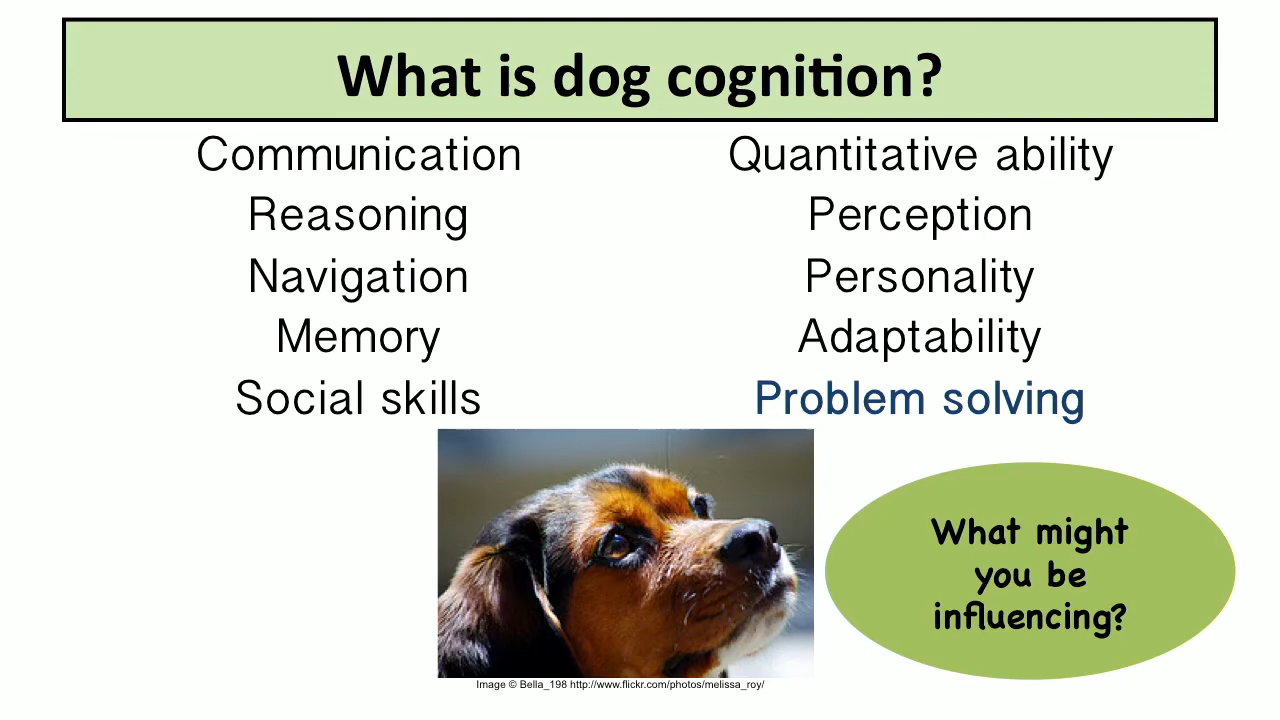 What is dog cognition?
Communication
Reasoning
Navigation
Memory
Social skills
Quantitative ability
Perception
Personality
Adaptability
Problem solving
What might
you be
influencing?
Image © Bella_198 http://www.flickr.com/photos/melissa_roy/